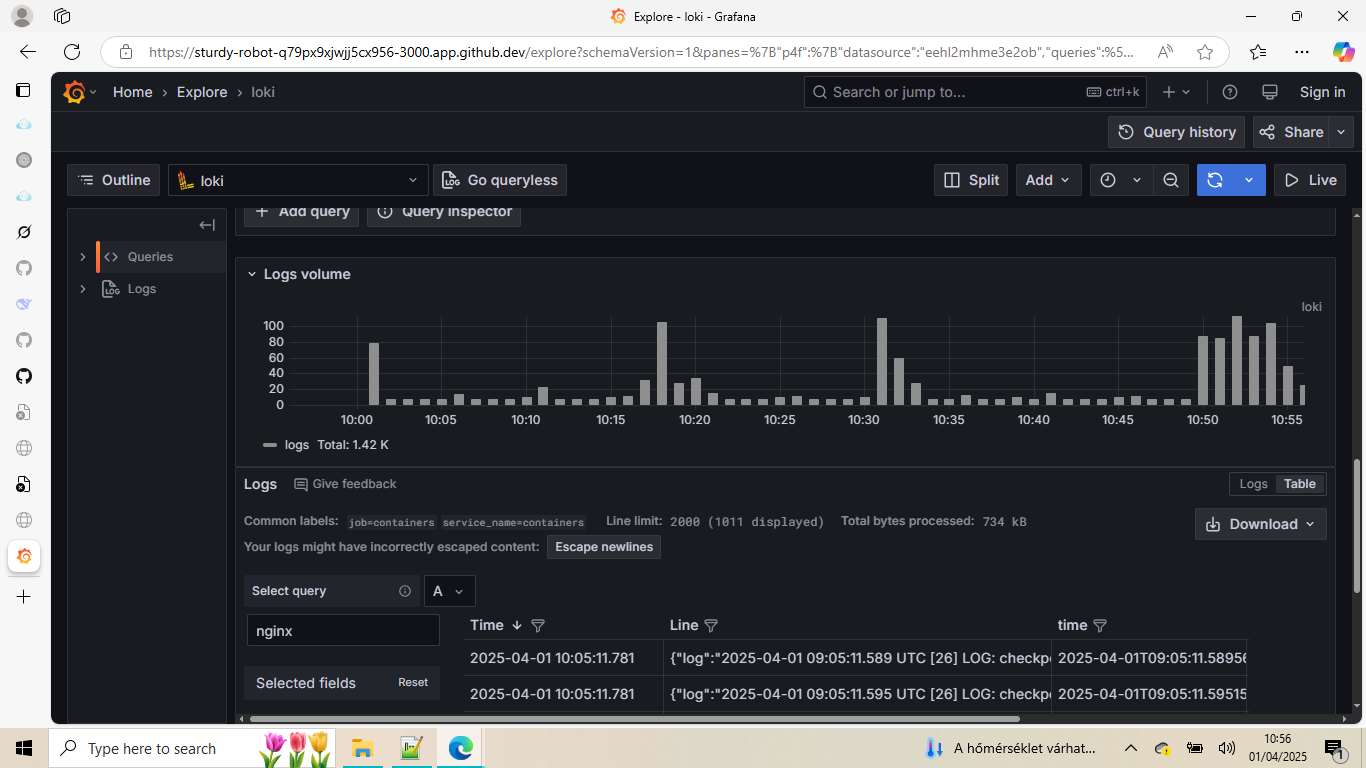 Explore - loki - Grafana
https://sturdy-robot-q79px9xjwjj5cx956-3000.app.github.dev/explore?schemaVersion=1&panes=%7B"p4f":%7B"datasource":"eehl2mhme3e2ob","queries":%5...
Home › Explore › loki
Search or jump to...
ctrl+k
Sign in
Query history
Share
Outline
loki
Go queryless
Split
Add
Live
Add query
Query inspector
Queries
Logs
Logs volume
loki
100
80
60
40
20
0
10:00 10:05 10:10 10:15 10:20 10:25 10:30 10:35 10:40 10:45 10:50 10:55
logs Total: 1.42 K
Logs
Give feedback
Logs Table
Common labels: job=containers service_name=containers Line limit: 2000 (1011 displayed) Total bytes processed: 734 kB
Download
Your logs might have incorrectly escaped content: Escape newlines
Select query
A
nginx
Selected fields
Reset
Time Line time
2025-04-01 10:05:11.781 {"log":"2025-04-01 09:05:11.589 UTC [26] LOG: checkp 2025-04-01T09:05:11.5895
2025-04-01 10:05:11.781 {"log":"2025-04-01 09:05:11.595 UTC [26] LOG: checkp 2025-04-01T09:05:11.59515
Type here to search
A hőmérséklet várhat...
10:56
01/04/2025
1